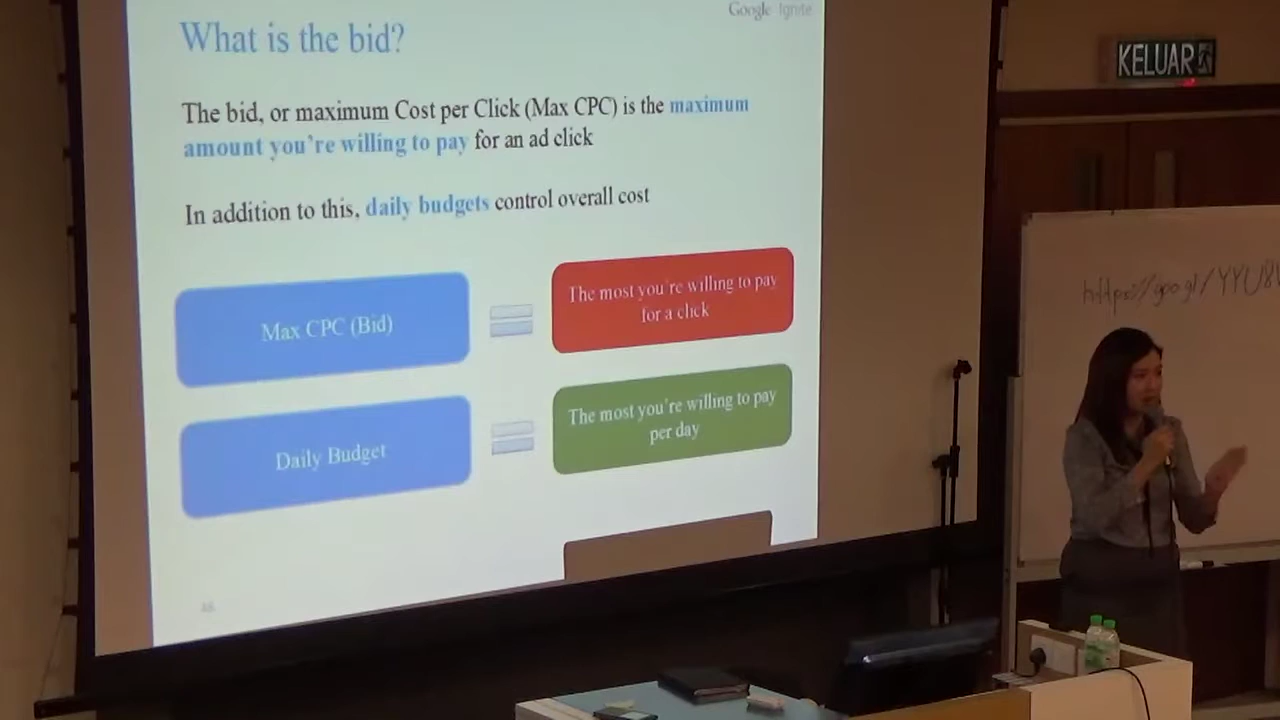 Google Ignite
What is the bid?
KELUAR
The bid, or maximum Cost per Click (Max CPC) is the maximum
amount you're willing to pay for an ad click
In addition to this, daily budgets control overall cost
Max CPC (Bid)
The most you're willing to pay
for a click
Daily Budget
The most you're willing to pay
per day
48